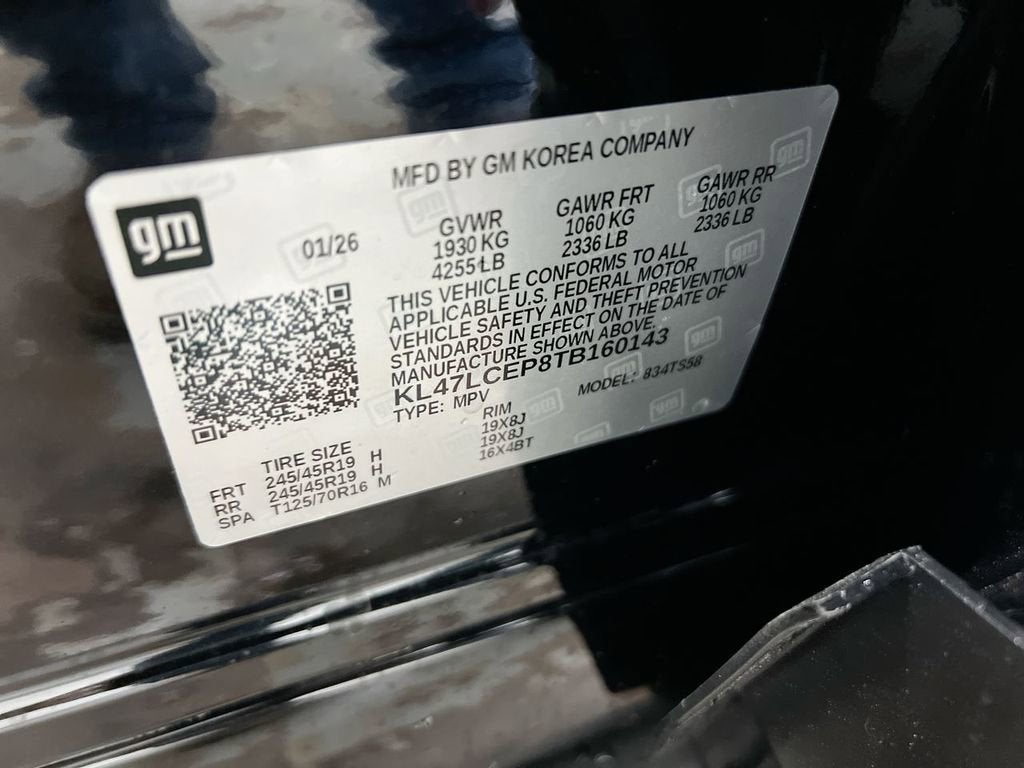 MFD BY GM KOREA COMPANY
gm
01/26
GVWR GAWR FRT GAWR RR
1930 KG 1060 KG 1060 KG
4255 LB 2336 LB 2336 LB
THIS VEHICLE CONFORMS TO ALL
APPLICABLE U.S. FEDERAL MOTOR
VEHICLE SAFETY AND THEFT PREVENTION
STANDARDS IN EFFECT ON THE DATE OF
MANUFACTURE SHOWN ABOVE.
KL47LCEP8TB160143
TYPE: MPV MODEL: 834TS58
TIRE SIZE RIM
FRT 245/45R19 H 19X8J
RR 245/45R19 H 19X8J
SPA T125/70R16 M 16X4BT